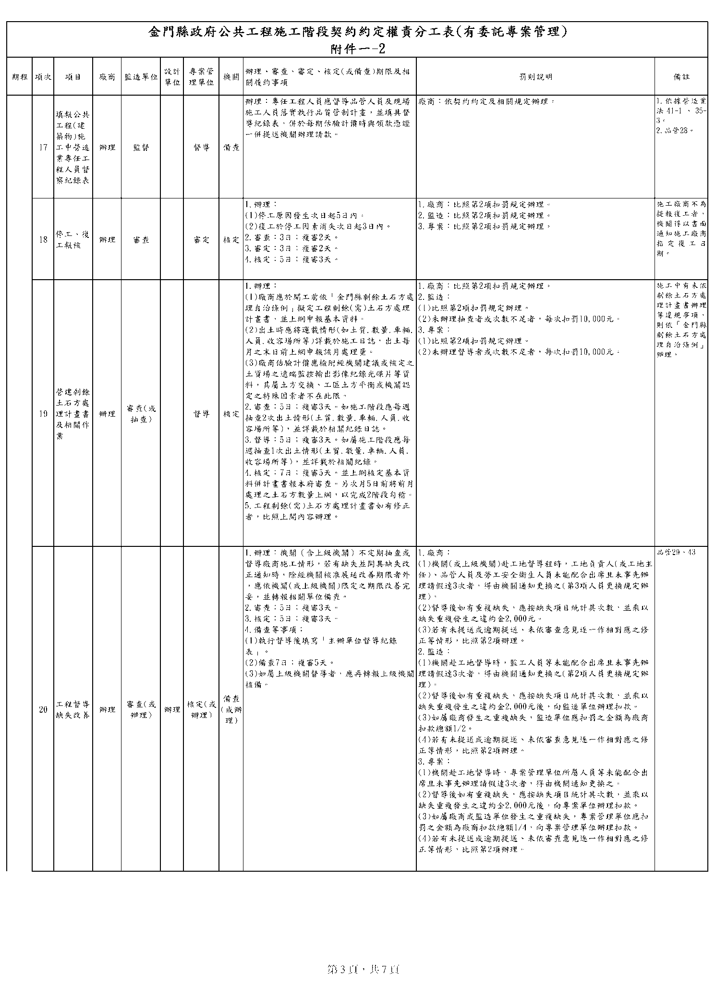 金門縣政府公共工程施工階段契約約定權責分工表(有委託專案管理)
附件一-2
期程
項次
項目
廠商
監造單位
設計
單位
專案管
理單位
機關
辦理、審查、審定、核定(或備查)期限及相
關履約事項
罰則說明
備註
17
填報公共
工程(建
築物)施
工中營造
業專任工
程人員督
察紀錄表
辦理
監督
督導
備查
辦理：專任工程人員應督導品管人員及現場
施工人員落實執行品質管制計畫，並填具督
導紀錄表，併於每期估驗計價時與領款憑證
一併提送機關辦理請款。
廠商：依契約約定及相關規定辦理。
1.依據營造業
法41-1、35-
3。
2.品管28。
18
停工、復
工報核
辦理
審查
審定
核定
1.辦理：
(1)停工原因發生次日起5日內。
(2)復工於停工因素消失次日起3日內。
2.審查：3日；複審2天。
3.審定：3日；複審2天。
4.核定：5日；複審3天。
1.廠商：比照第2項扣罰規定辦理。
2.監造：比照第2項扣罰規定辦理。
3.專案：比照第2項扣罰規定辦理。
施工廠商不為
提報復工者，
機關得以書面
通知施工廠商
指定復工日
期。
19
營建剩餘
土石方處
理計畫書
及相關作
業
辦理
審查(或
抽查)
督導
核定
1.辦理：
(1)廠商應於開工前依「金門縣剩餘土石方處
理自治條例」擬定工程剩餘(需)土石方處理
計畫書，並上網申報基本資料。
(2)出土時應將運載情形(如土質.數量.車輛.
人員.收容場所等)詳載於施工日誌，出土每
月之末日前上網申報該月處理量。
(3)廠商估驗計價應檢附經機關建議或核定之
土資場之遠端監控輸出影像紀錄光碟片等資
料，其屬土方交換、工區土方平衡或機關認
定之特殊因素者不在此限。
2.審查：5日；複審3天。如施工階段應每週
抽查2次出土情形(土質.數量.車輛.人員.收
容場所等)，並詳載於相關紀錄日誌。
3.督導：5日；複審3天。如屬施工階段應每
週抽查1次出土情形(土質.數量.車輛.人員.
收容場所等)，並詳載於相關紀錄。
4.核定：7日；複審5天。並上網核定基本資
料併計畫書報本府審查。另次月5日前將前月
處理之土石方數量上網，以完成2階段勾稽。
5.工程剩餘(需)土石方處理計畫書如有修正
者，比照上開內容辦理。
1.廠商：比照第2項扣罰規定辦理。
2.監造：
(1)比照第2項扣罰規定辦理。
(2)未辦理抽查者或次數不足者，每次扣罰10,000元。
3.專案：
(1)比照第2項扣罰規定辦理。
(2)未辦理督導者或次數不足者，每次扣罰10,000元。
施工中有未依
剩餘土石方處
理計畫書辦理
等違規事項，
則依「金門縣
剩餘土石方處
理自治條例」
辦理。
20
工程督導
缺失改善
辦理
審查(或
辦理)
辦理
核定(或
辦理)
備查
(或辦
理)
1.辦理：機關（含上級機關）不定期抽查或
督導廠商施工情形，若有缺失並開具缺失改
正通知時，除經機關核准展延改善期限者外
，應依機關(或上級機關)限定之期限改善完
妥，並轉報相關單位備查。
2.審查：5日；複審3天。
3.核定：5日；複審3天。
4.備查等事項：
(1)執行督導後填寫「主辦單位督導紀錄
表」。
(2)備查7日；複審5天。
(3)如屬上級機關督導者，應再轉報上級機關
核備。
1.廠商：
(1)機關(或上級機關)赴工地督導程時，工地負責人(或工地主
任)、品管人員及勞工安全衛生人員未能配合出席且未事先辦
理請假達3次者，得由機關通知更換之(第3項人員更換規定辦
理)。
(2)督導後如有重複缺失，應按缺失項目統計其次數，並乘以
缺失重複發生之違約金2,000元。
(3)若有未提送或逾期提送、未依審查意見逐一作相對應之修
正等情形，比照第2項辦理。
2.監造：
(1)機關赴工地督導時，監工人員等未能配合出席且未事先辦
理請假達3次者，得由機關通知更換之(第2項人員更換規定辦
理)。
(2)督導後如有重複缺失，應按缺失項目統計其次數，並乘以
缺失重複發生之違約金2,000元後，向監造單位辦理扣款。
(3)如屬廠商發生之重複缺失，監造單位應扣罰之金額為廠商
扣款總額1/2。
(4)若有未提送或逾期提送、未依審查意見逐一作相對應之修
正等情形，比照第2項辦理。
3.專案：
(1)機關赴工地督導時，專案管理單位所屬人員等未能配合出
席且未事先辦理請假達3次者，得由機關通知更換之。
(2)督導後如有重複缺失，應按缺失項目統計其次數，並乘以
缺失重複發生之違約金2,000元後，向專案單位辦理扣款。
(3)如屬廠商或監造單位發生之重複缺失，專案管理單位應扣
罰之金額為廠商扣款總額1/4，向專案管理單位辦理扣款。
(4)若有未提送或逾期提送、未依審查意見逐一作相對應之修
正等情形，比照第2項辦理。
品管29、43
第3頁，共7頁